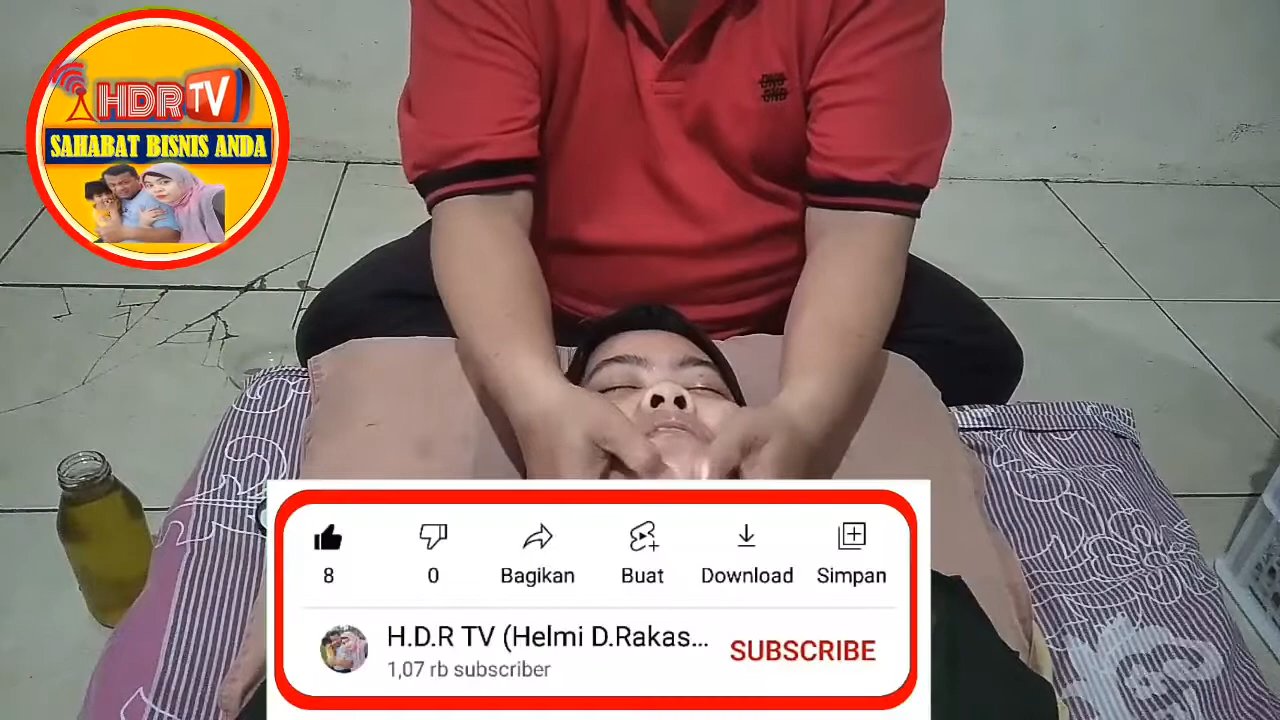 HDR TV
SAHABAT BISNIS ANDA
8
0
Bagikan
Buat
Download
Simpan
H.D.R TV (Helmi D.Rakas...
SUBSCRIBE
1,07 rb subscriber